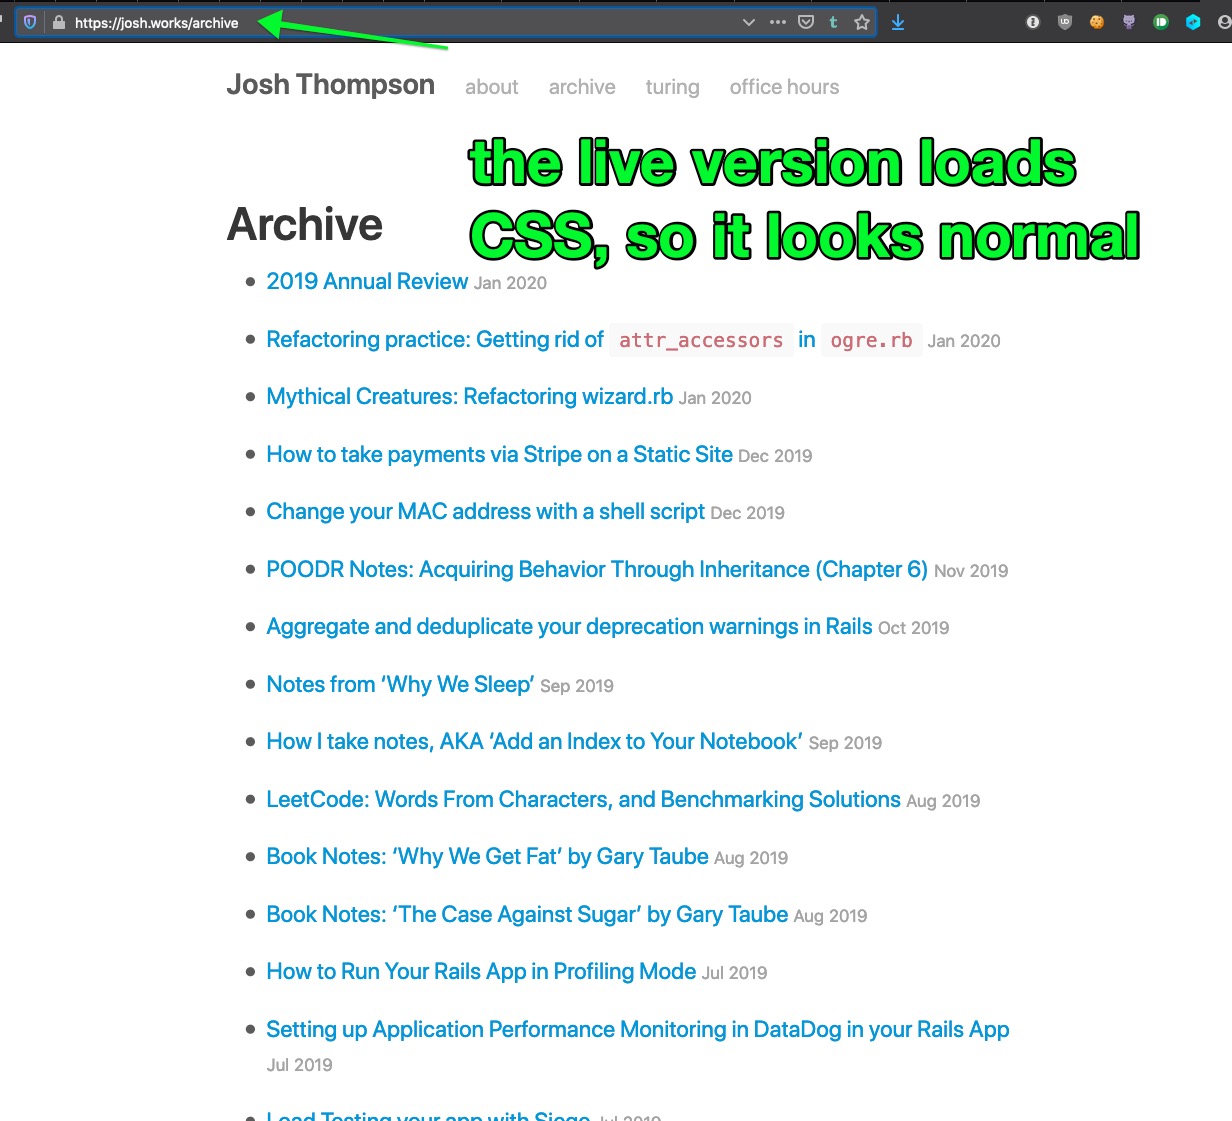 https://josh.works/archive
Josh Thompson about archive turing office hours
the live version loads
CSS, so it looks normal
Archive
2019 Annual Review Jan 2020
Refactoring practice: Getting rid of attr_accessors in ogre.rb Jan 2020
Mythical Creatures: Refactoring wizard.rb Jan 2020
How to take payments via Stripe on a Static Site Dec 2019
Change your MAC address with a shell script Dec 2019
POODR Notes: Acquiring Behavior Through Inheritance (Chapter 6) Nov 2019
Aggregate and deduplicate your deprecation warnings in Rails Oct 2019
Notes from ‘Why We Sleep’ Sep 2019
How I take notes, AKA ‘Add an Index to Your Notebook’ Sep 2019
LeetCode: Words From Characters, and Benchmarking Solutions Aug 2019
Book Notes: ‘Why We Get Fat’ by Gary Taube Aug 2019
Book Notes: ‘The Case Against Sugar’ by Gary Taube Aug 2019
How to Run Your Rails App in Profiling Mode Jul 2019
Setting up Application Performance Monitoring in DataDog in your Rails App
Jul 2019
Load Testing your app with Siege Jul 2019